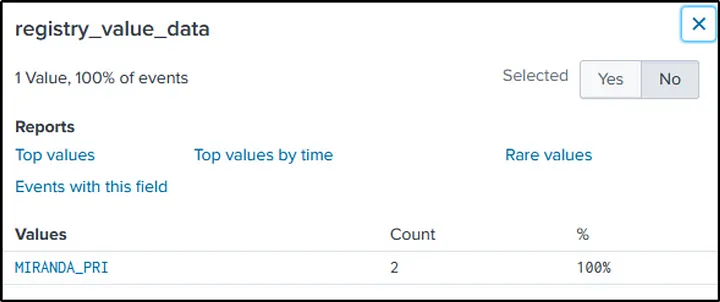 registry_value_data
1 Value, 100% of events
Selected Yes No
Reports
Top values Top values by time Rare values
Events with this field
Values Count %
MIRANDA_PRI 2 100%